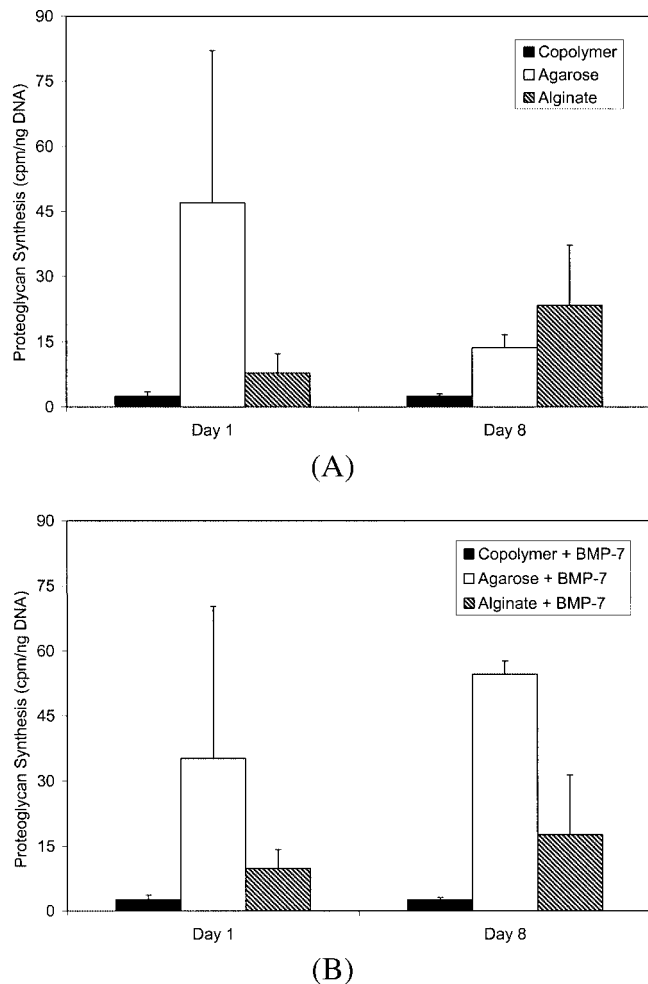 90
75
60
45
30
15
0
Proteoglycan Synthesis (cpm/ng DNA)
Copolymer
Agarose
Alginate
Day 1
Day 8
(A)
90
75
60
45
30
15
0
Proteoglycan Synthesis (cpm/ng DNA)
Copolymer + BMP-7
Agarose + BMP-7
Alginate + BMP-7
Day 1
Day 8
(B)